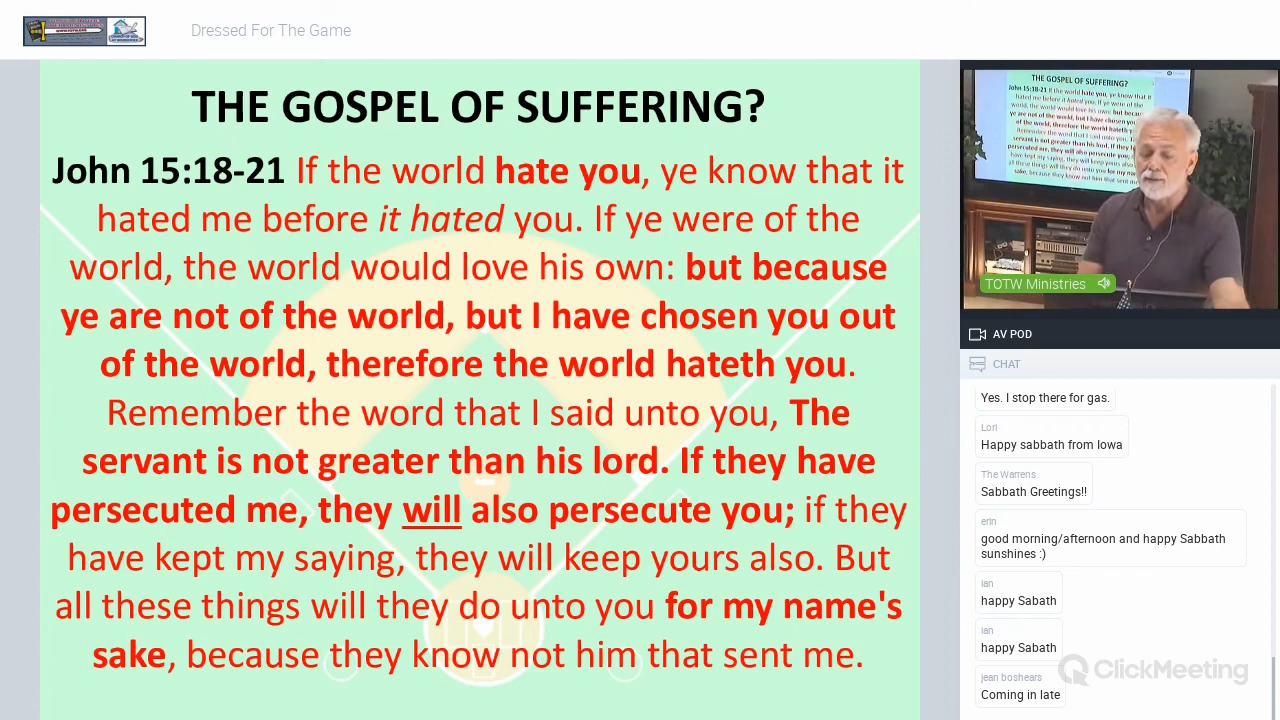 Dressed For The Game
THE GOSPEL OF SUFFERING?
John 15:18-21 If the world hate you, ye know that it
hated me before it hated you. If ye were of the
world, the world would love his own: but because
ye are not of the world, but I have chosen you out
of the world, therefore the world hateth you.
Remember the word that I said unto you, The
servant is not greater than his lord. If they have
persecuted me, they will also persecute you; if they
have kept my saying, they will keep yours also. But
all these things will they do unto you for my name's
sake, because they know not him that sent me.
THE GOSPEL OF SUFFERING?
TOTW Ministries
AV POD
CHAT
Yes. I stop there for gas.
Lori
Happy sabbath from Iowa
The Warrens
Sabbath Greetings!!
erin
good morning/afternoon and happy Sabbath
sunshines :)
ian
happy Sabath
ian
happy Sabath
jean boshears
Coming in late
ClickMeeting